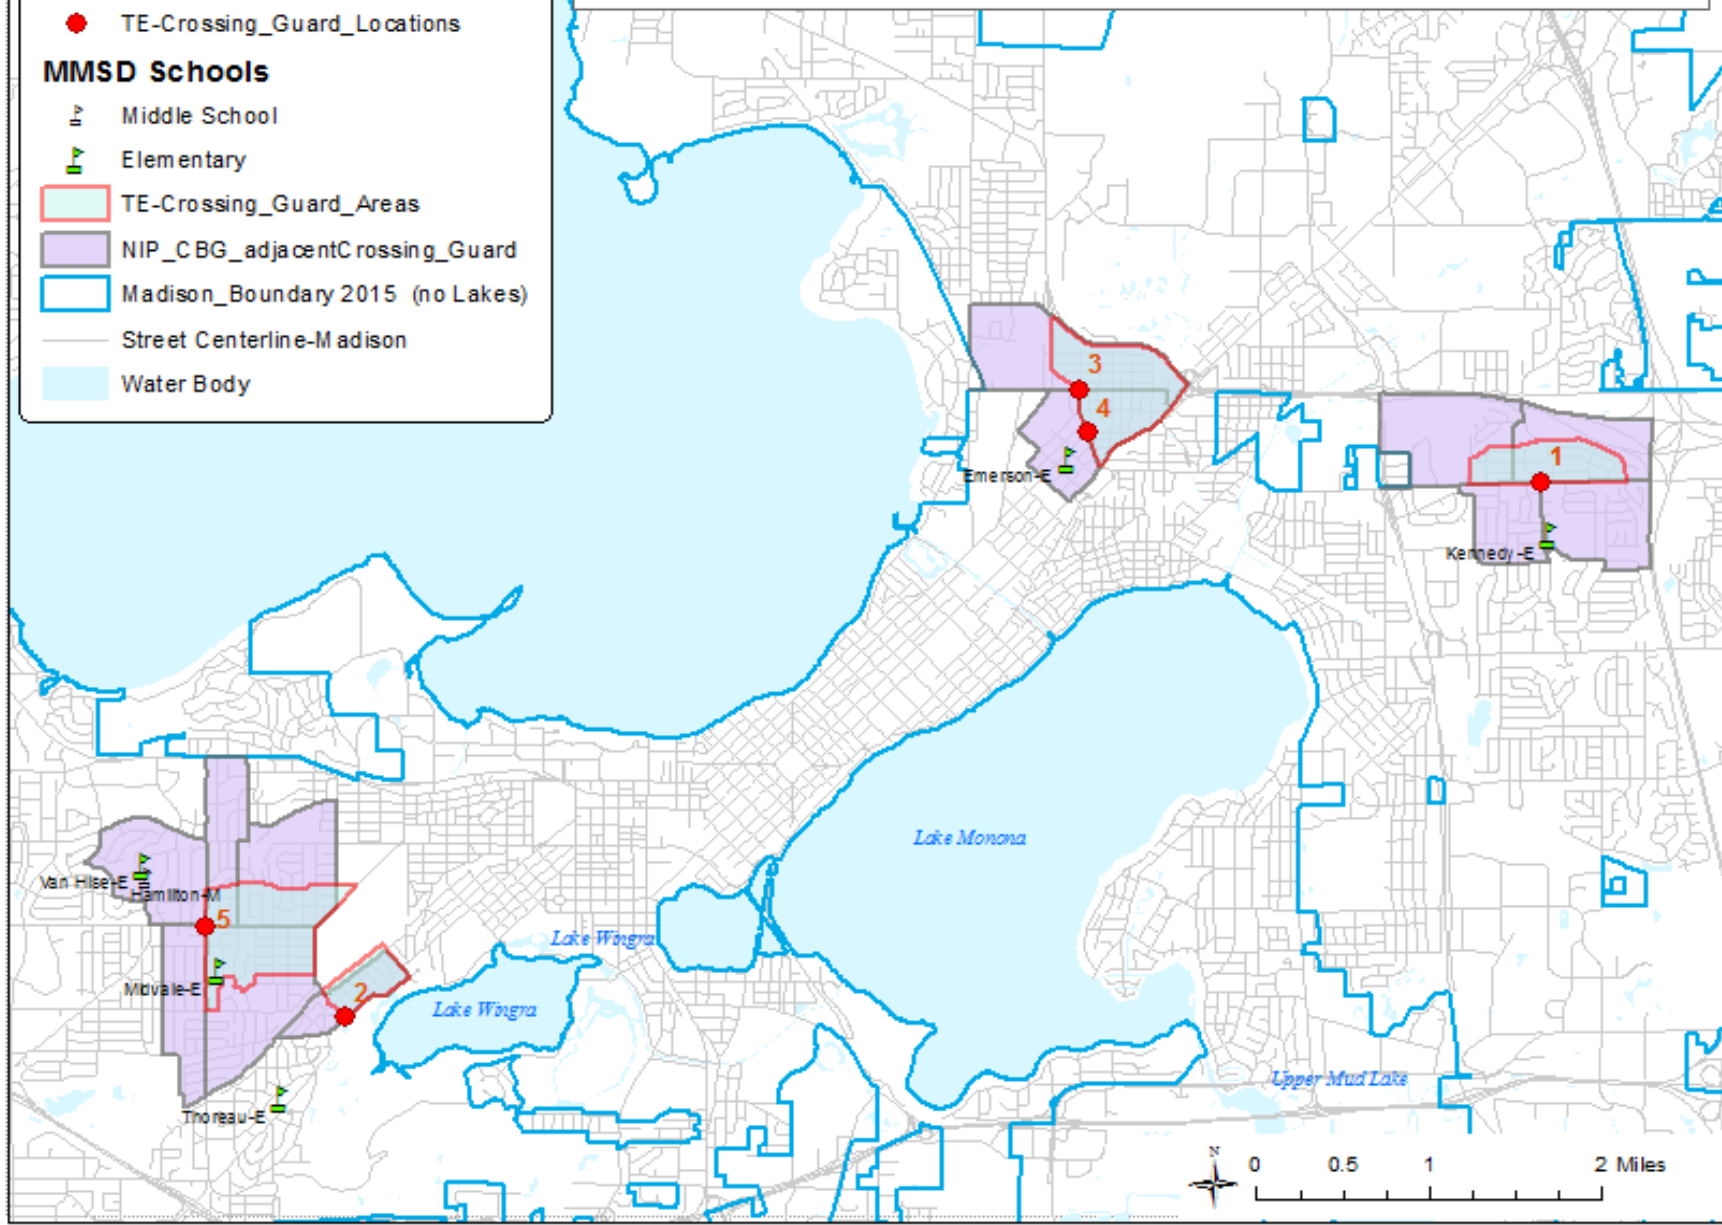 TE-Crossing_Guard_Locations
MMSD Schools
Middle School
Elementary
TE-Crossing_Guard_Areas
NIP_CBG_adjacentCrossing_Guard
Madison_Boundary 2015 (no Lakes)
Street Centerline-Madison
Water Body
3
4
Emerson-E
1
Kennedy-E
Lake Monona
Van Hise-E
Hamilton-M
5
Lake Wingra
Midvale-E
2
Lake Wingra
Upper Mud Lake
Thoreau-E
N
0 0.5 1 2 Miles